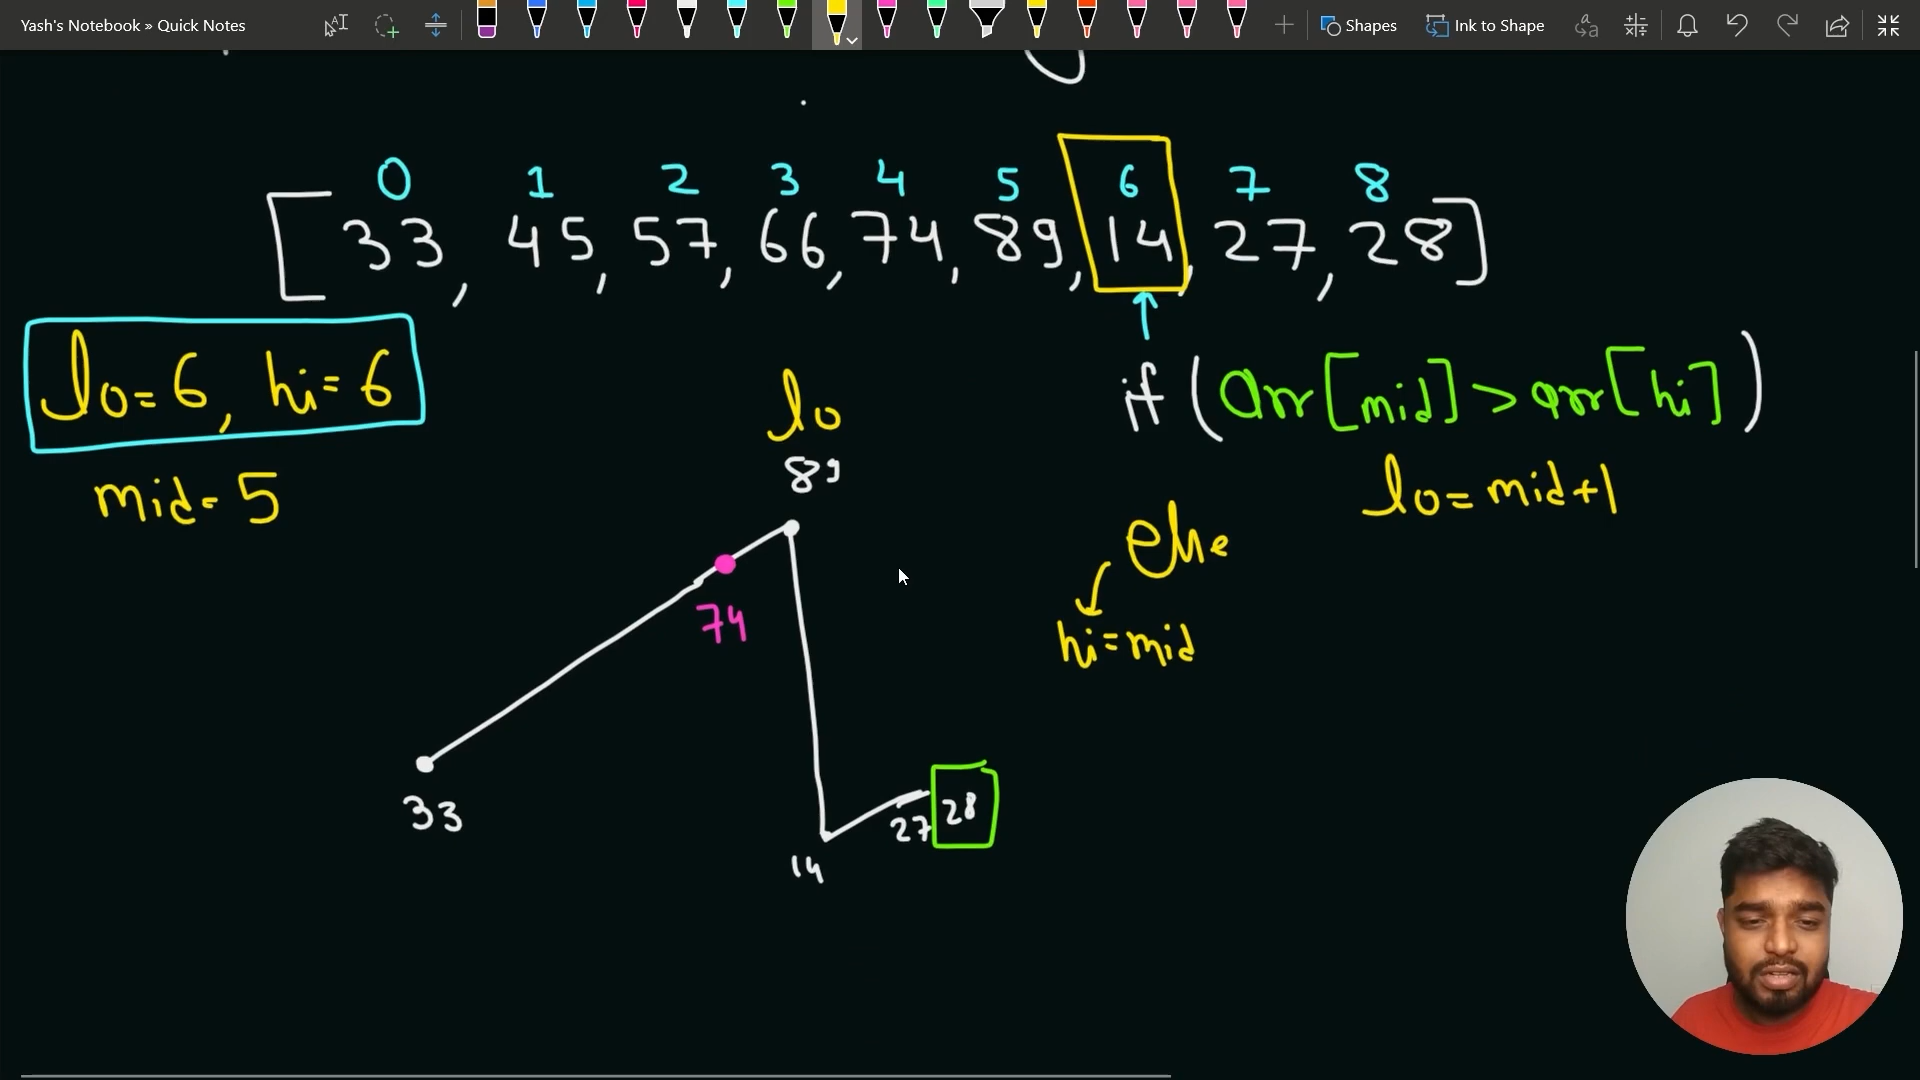 Yash's Notebook » Quick Notes
Shapes
Ink to Shape
0 1 2 3 4 5 6 7 8
[33, 45, 57, 66, 74, 89, 14, 27, 28]
lo=6, hi=6
mid=5
lo
89
74
33
14
27
28
if (arr[mid]>arr[hi])
lo=mid+1
else
hi=mid